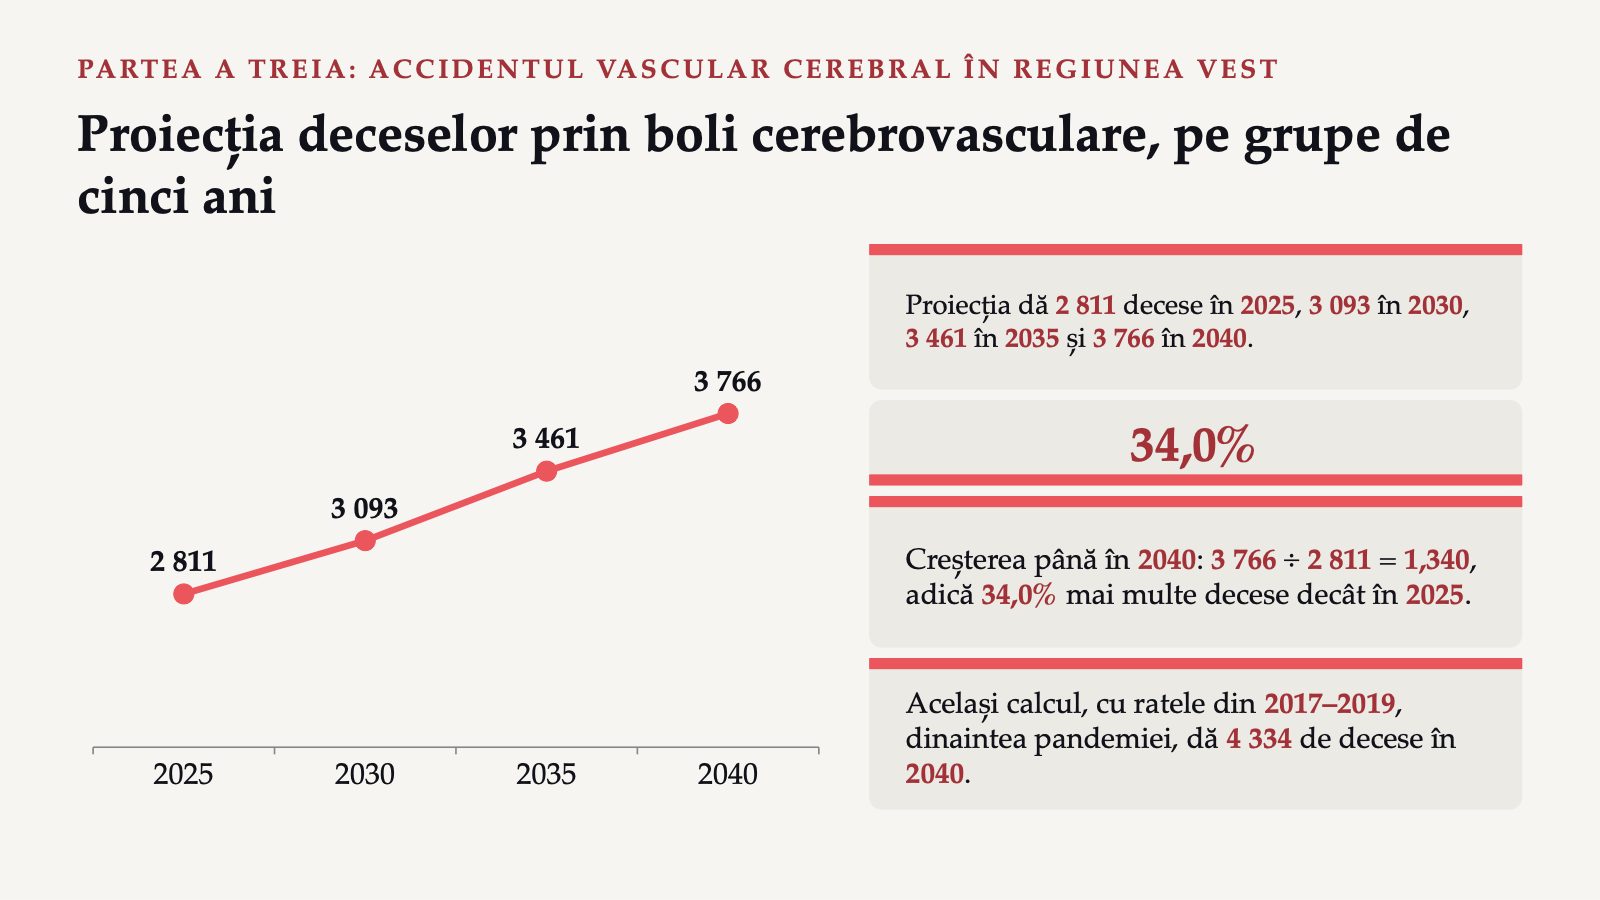 PARTEA A TREIA: ACCIDENTUL VASCULAR CEREBRAL ÎN REGIUNEA VEST
Proiecția deceselor prin boli cerebrovasculare, pe grupe de
cinci ani
2 811
3 093
3 461
3 766
2025
2030
2035
2040
Proiecția dă 2 811 decese în 2025, 3 093 în 2030,
3 461 în 2035 și 3 766 în 2040.
34,0%
Creșterea până în 2040: 3 766 ÷ 2 811 = 1,340,
adică 34,0% mai multe decese decât în 2025.
Același calcul, cu ratele din 2017–2019,
dinaintea pandemiei, dă 4 334 de decese în
2040.